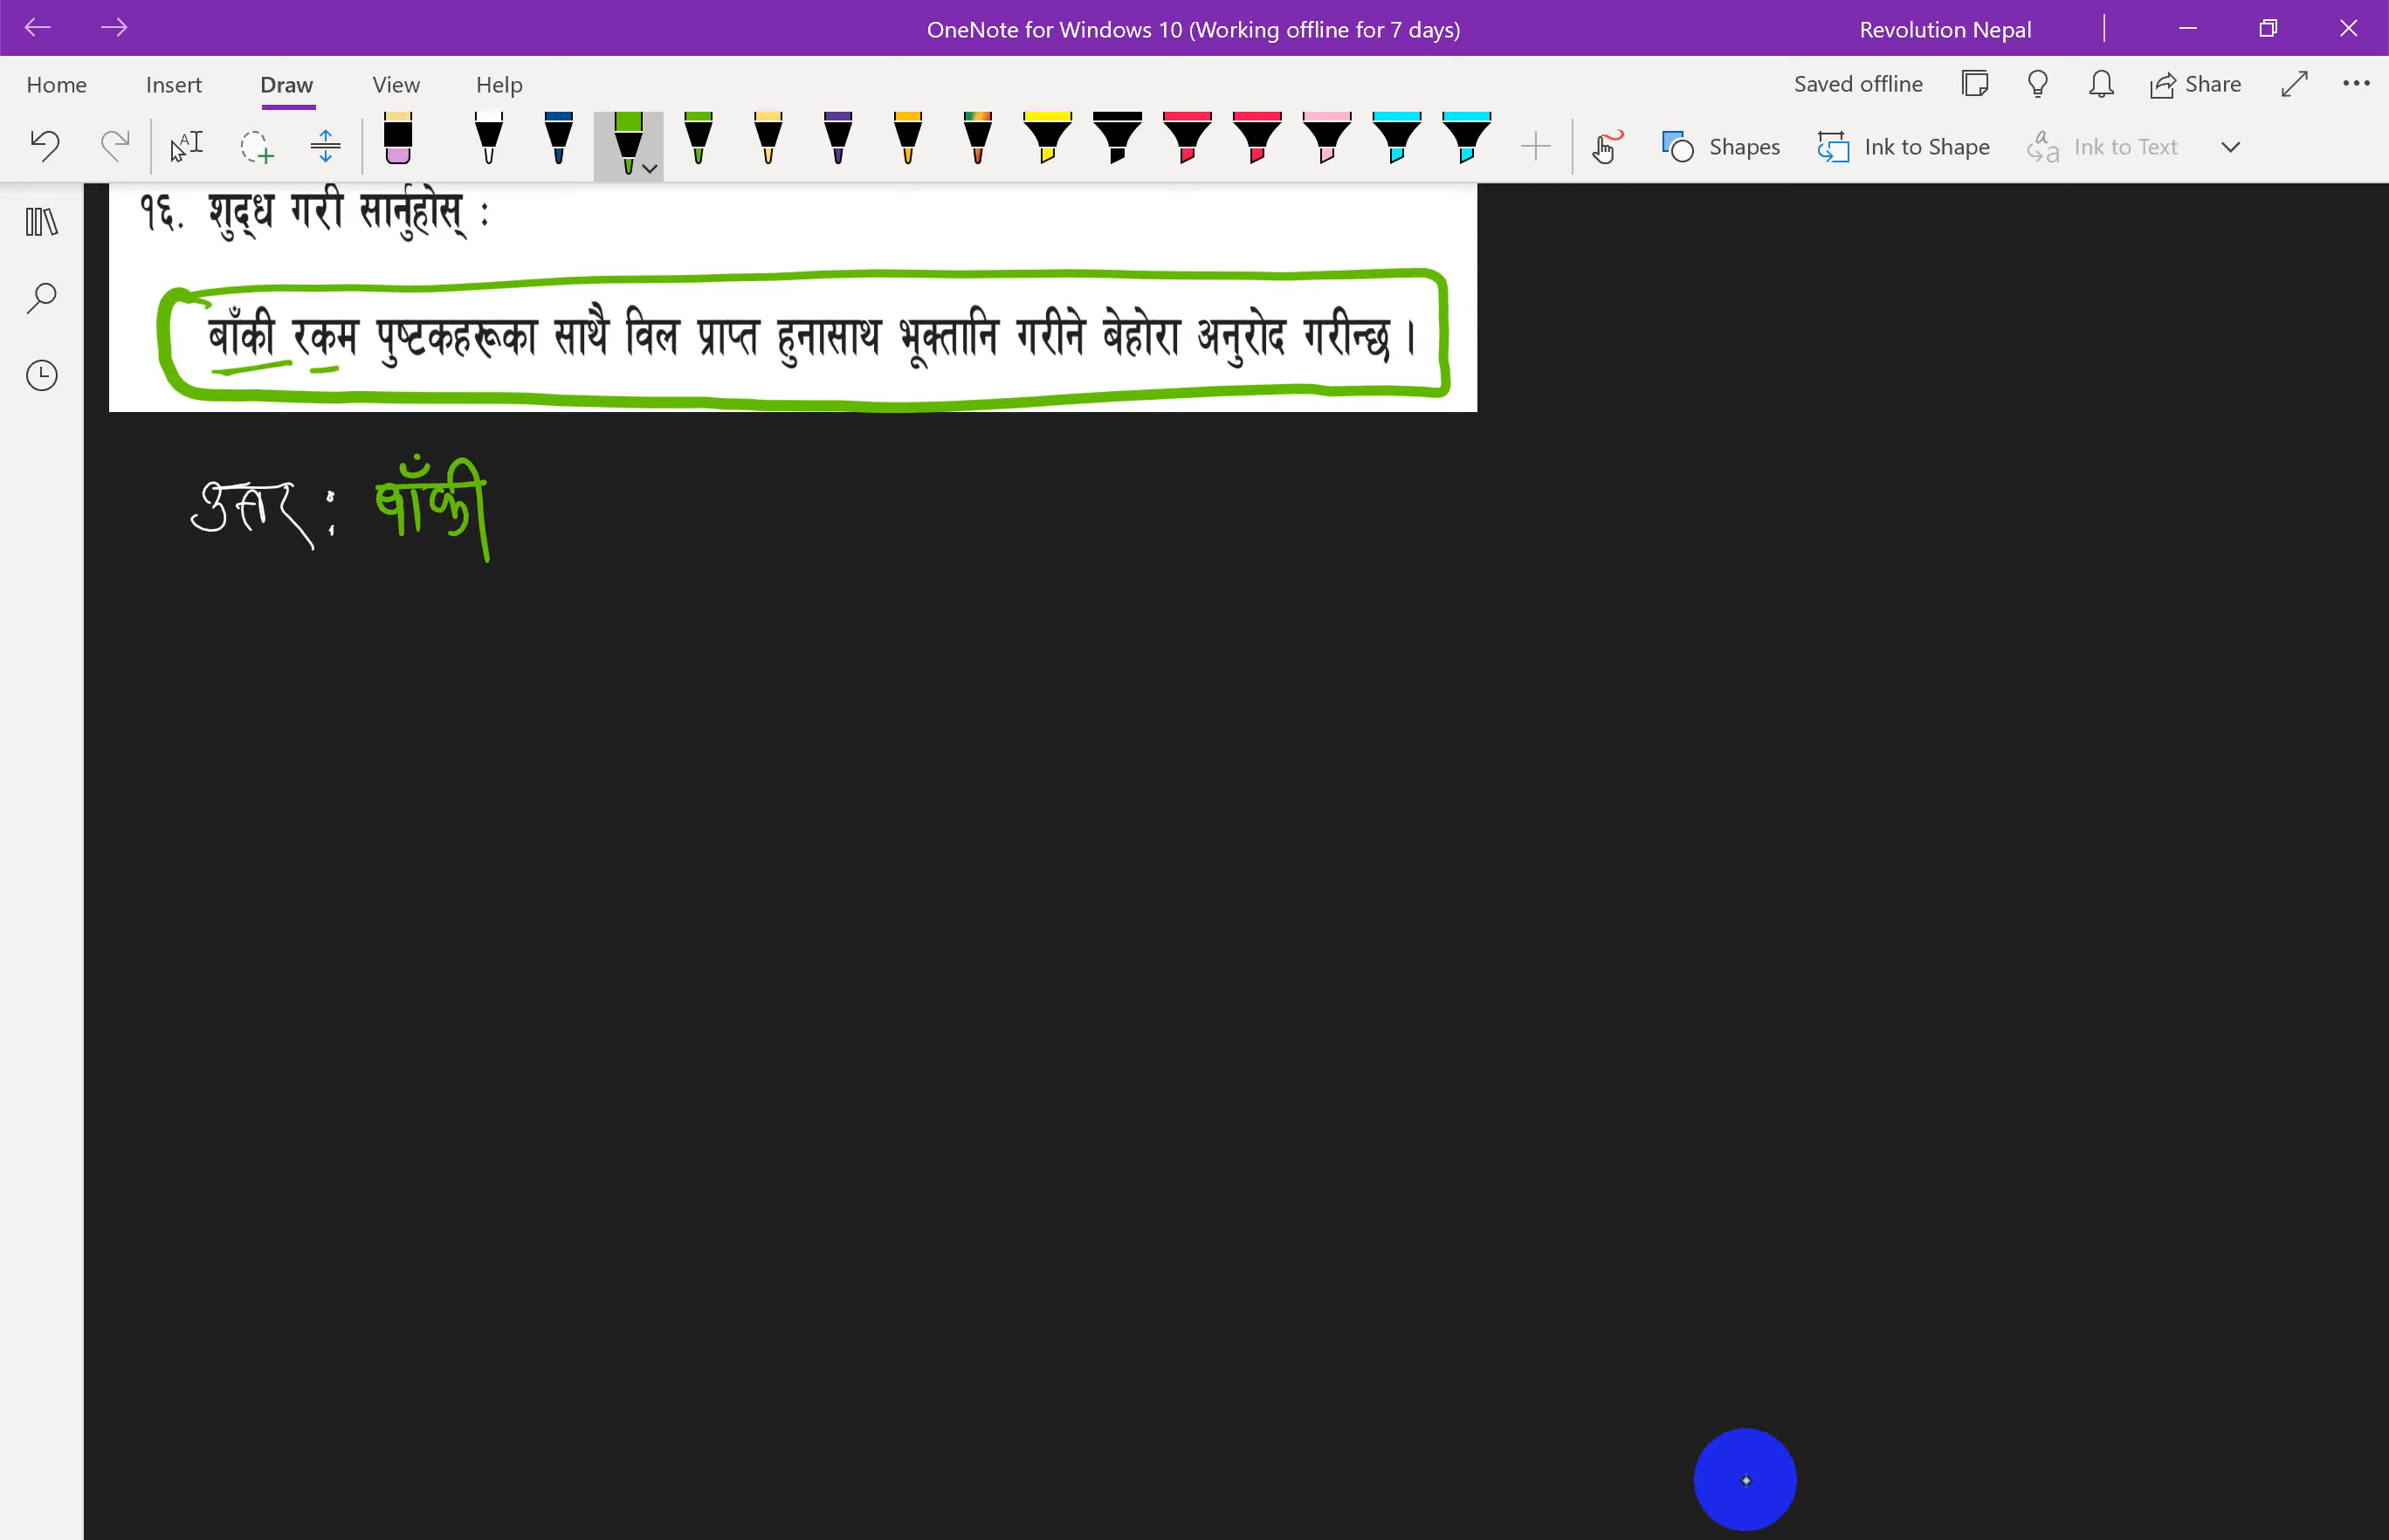 OneNote for Windows 10 (Working offline for 7 days) Revolution Nepal
Home Insert Draw View Help Saved offline Share
Shapes Ink to Shape Ink to Text
१६. शुद्ध गरी सार्नुहोस् :
बाँकी रकम पुष्टकहरूका साथै विल प्राप्त हुनासाथ भूक्तानि गरीने बेहोरा अनुरोद गरीन्छ ।
उत्तर : बाँकी